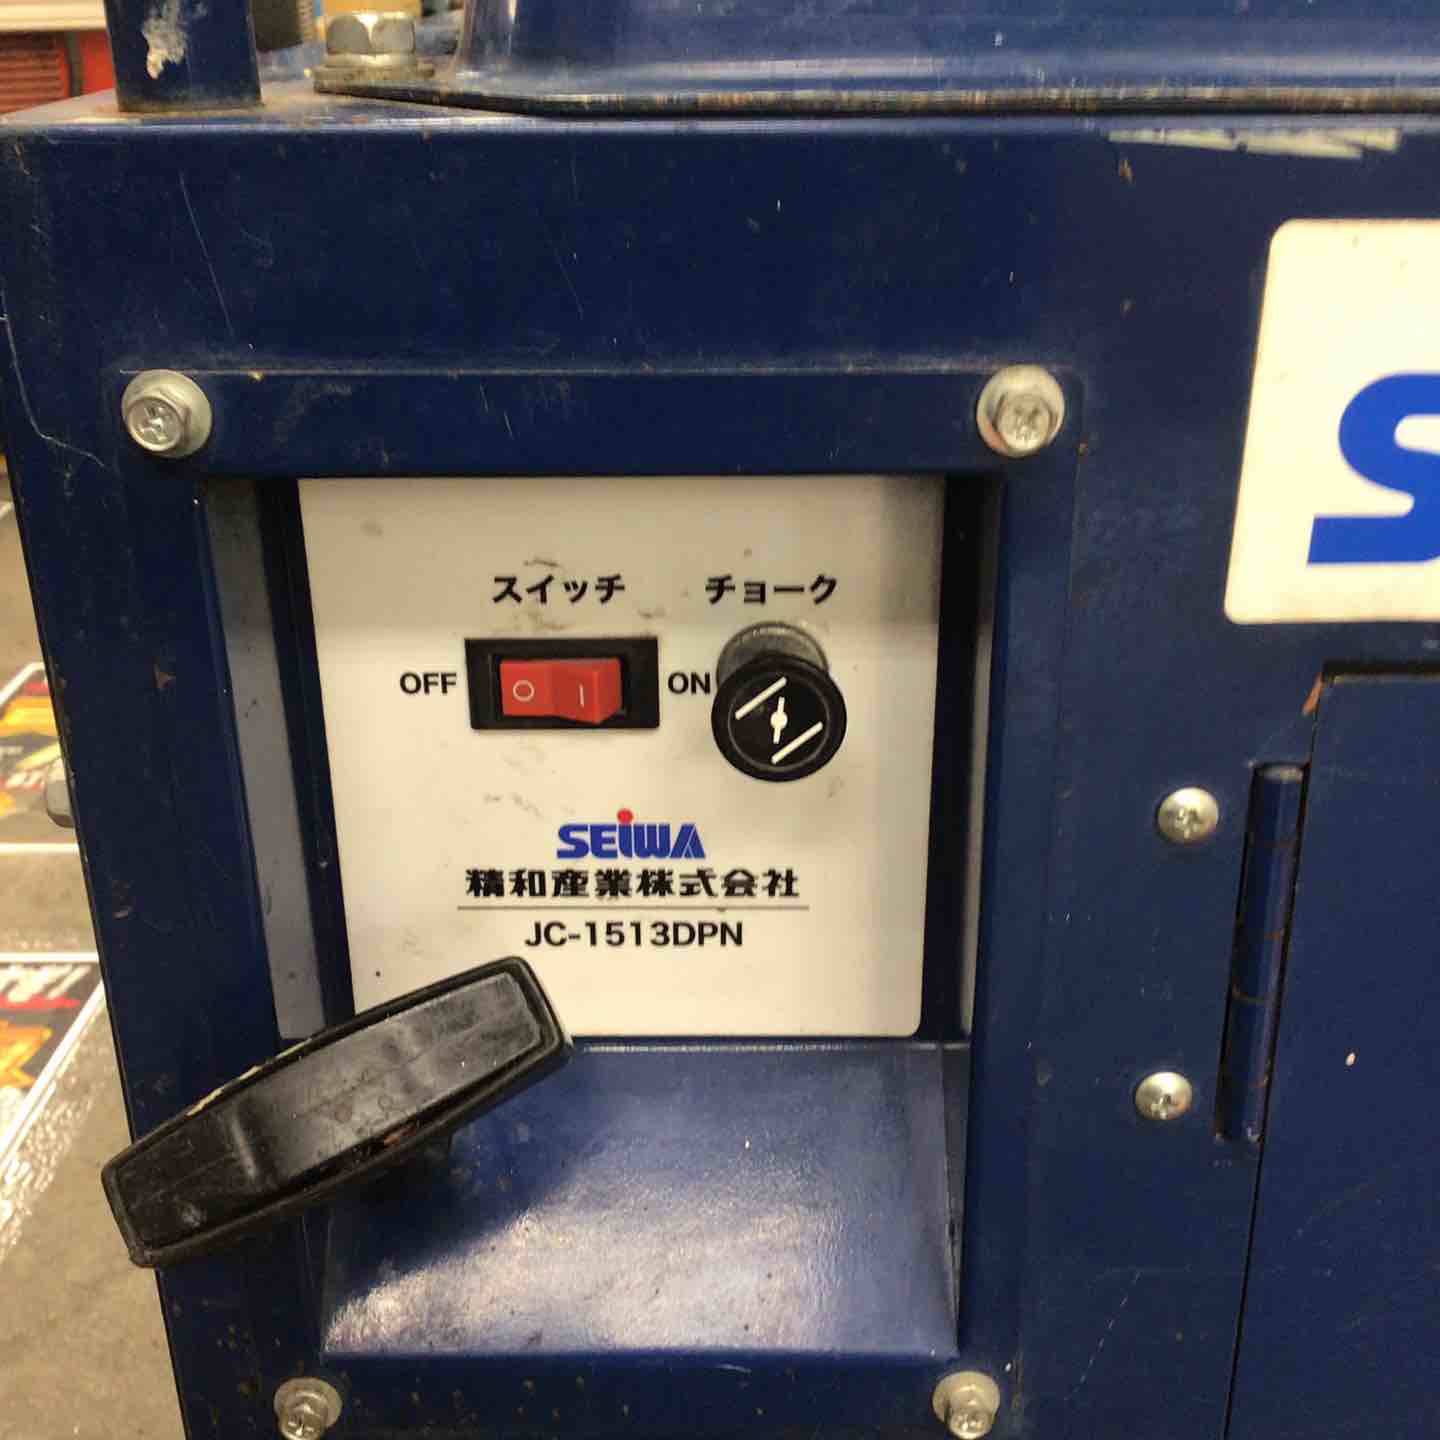 スイッチ チョーク
OFF O I ON
SEIWA
精和産業株式会社
JC-1513DPN
S